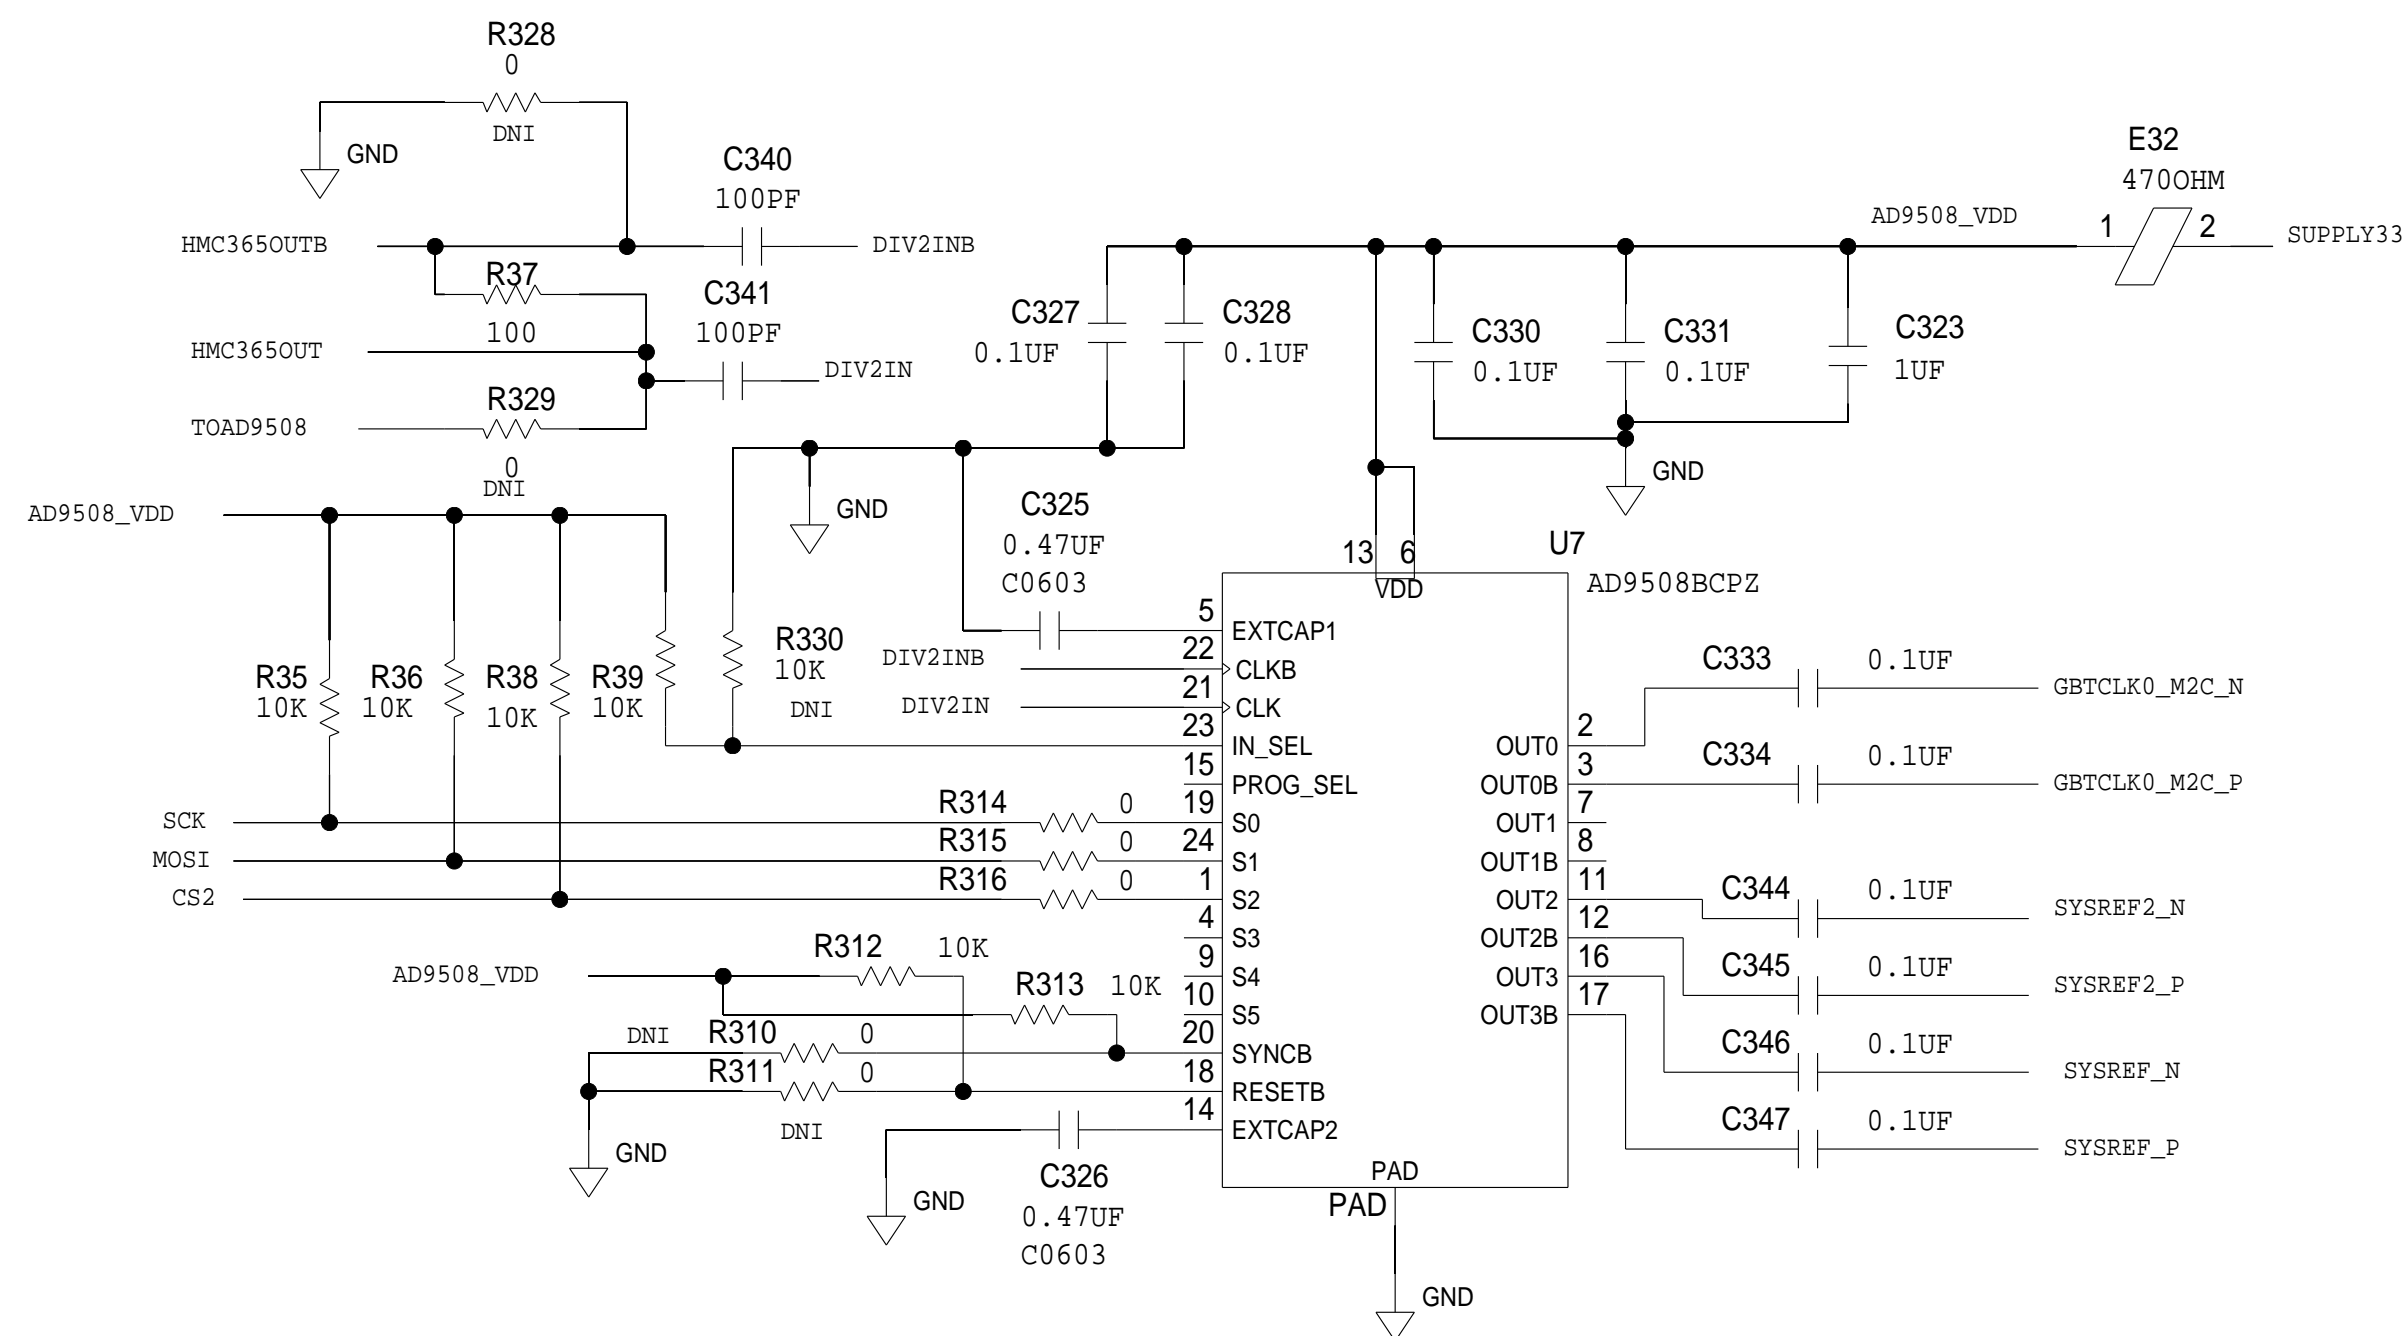 R328
0
DNI
GND
C340
100PF
HMC365OUTB
DIV2INB
R37
100
C341
100PF
HMC365OUT
DIV2IN
R329
TOAD9508
0
DNI
E32
470OHM
AD9508_VDD
1
2
SUPPLY33
C327
0.1UF
C328
0.1UF
C330
0.1UF
C331
0.1UF
C323
1UF
GND
GND
AD9508_VDD
C325
0.47UF
C0603
13
6
VDD
U7
AD9508BCPZ
R35
10K
R36
10K
R38
10K
R39
10K
R330
10K
DNI
DIV2INB
DIV2IN
5 EXTCAP1
22 CLKB
21 CLK
23 IN_SEL
15 PROG_SEL
SCK
R314 0
19 S0
MOSI
R315 0
24 S1
CS2
R316 0
1 S2
4 S3
9 S4
10 S5
20 SYNCB
18 RESETB
14 EXTCAP2
AD9508_VDD
R312 10K
R313 10K
DNI R310 0
R311 0
DNI
GND
GND
C326
0.47UF
C0603
PAD
PAD
GND
OUT0 2
OUT0B 3
OUT1 7
OUT1B 8
OUT2 11
OUT2B 12
OUT3 16
OUT3B 17
C333 0.1UF
GBTCLK0_M2C_N
C334 0.1UF
GBTCLK0_M2C_P
C344 0.1UF
SYSREF2_N
C345 0.1UF
SYSREF2_P
C346 0.1UF
SYSREF_N
C347 0.1UF
SYSREF_P